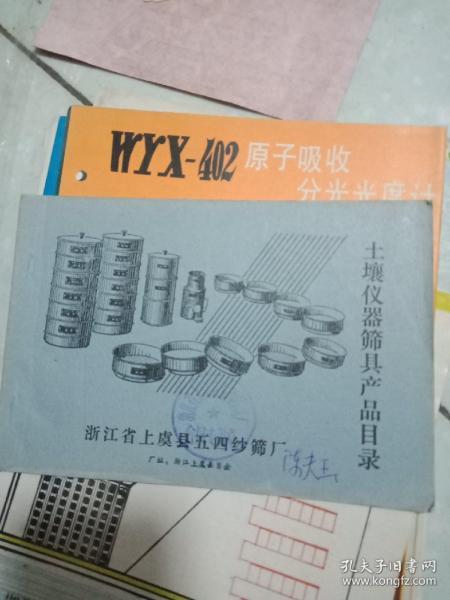 WYX-402 原子吸收
分光光度计
土壤仪器筛具产品目录
浙江省上虞县五四纱筛厂
孔夫子旧书网
www.kongfz.com